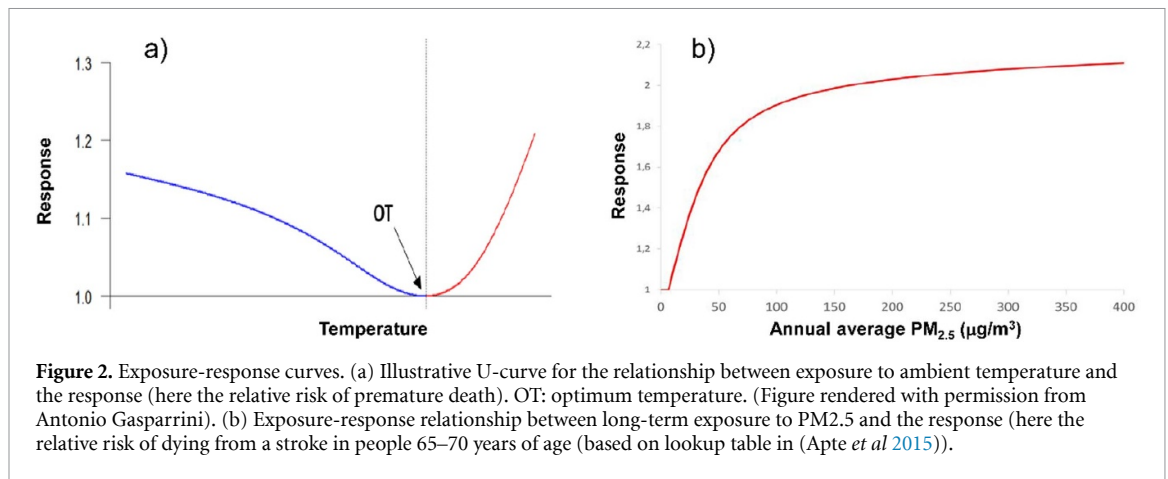 a)
1.3
1.2
1.1
1.0
Response
OT
Temperature
b)
2,2
2
1,8
1,6
1,4
1,2
1
Response
0 50 100 150 200 250 300 350 400
Annual average PM2.5 (µg/m³)
Figure 2. Exposure-response curves. (a) Illustrative U-curve for the relationship between exposure to ambient temperature and
the response (here the relative risk of premature death). OT: optimum temperature. (Figure rendered with permission from
Antonio Gasparrini). (b) Exposure-response relationship between long-term exposure to PM2.5 and the response (here the
relative risk of dying from a stroke in people 65–70 years of age (based on lookup table in (Apte et al 2015)).